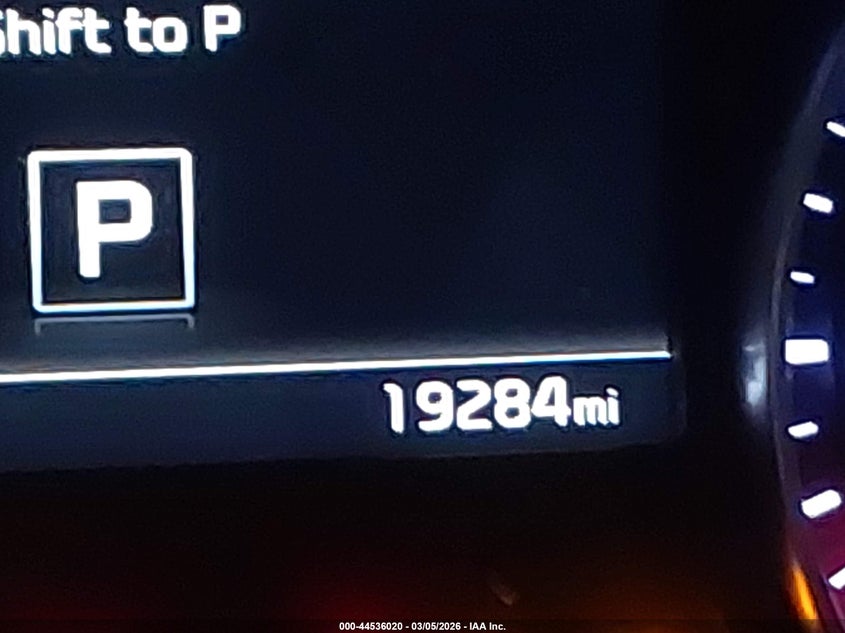 Shift to P
P
19284mi
000-44536020 - 03/05/2026 - IAA Inc.